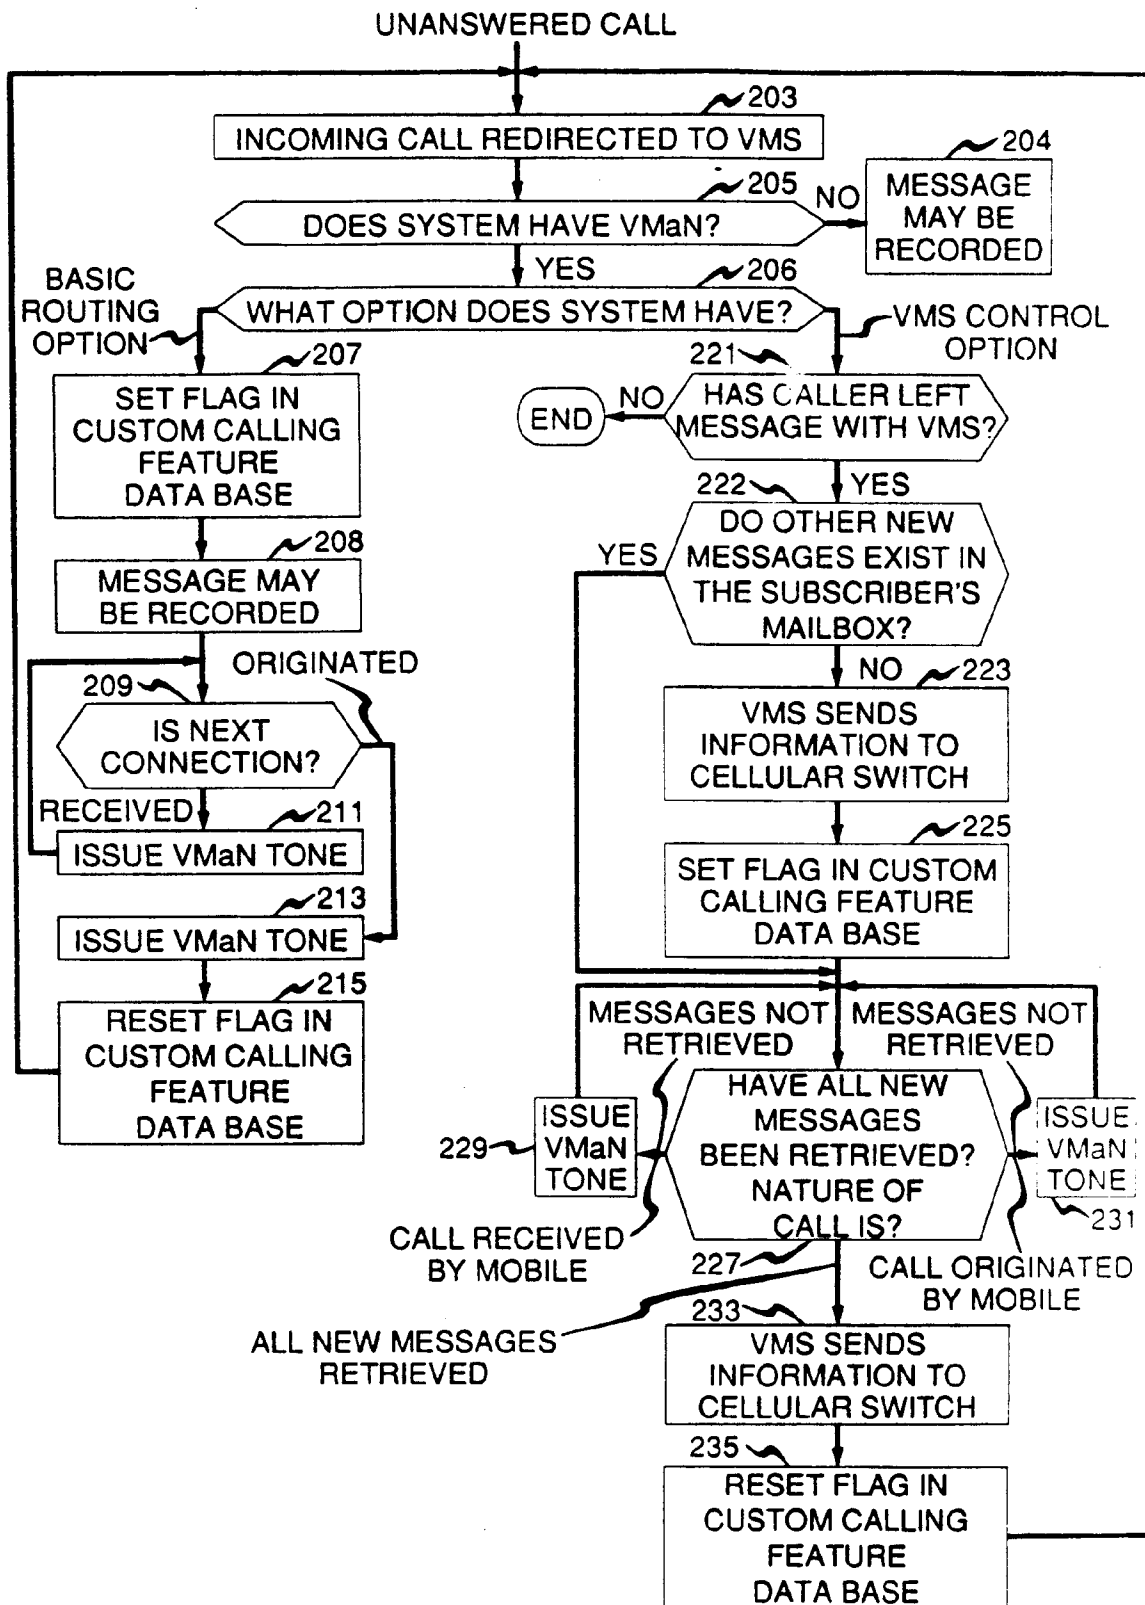 UNANSWERED CALL
203
INCOMING CALL REDIRECTED TO VMS
204
MESSAGE
MAY BE
RECORDED
205
NO
DOES SYSTEM HAVE VMaN?
YES
206
BASIC
ROUTING
OPTION
WHAT OPTION DOES SYSTEM HAVE?
VMS CONTROL
OPTION
207
SET FLAG IN
CUSTOM CALLING
FEATURE
DATA BASE
221
HAS CALLER LEFT
MESSAGE WITH VMS?
NO
END
YES
222
DO OTHER NEW
MESSAGES EXIST IN
THE SUBSCRIBER'S
MAILBOX?
YES
NO
208
MESSAGE MAY
BE RECORDED
ORIGINATED
209
IS NEXT
CONNECTION?
RECEIVED
211
ISSUE VMaN TONE
213
ISSUE VMaN TONE
215
RESET FLAG IN
CUSTOM CALLING
FEATURE
DATA BASE
223
VMS SENDS
INFORMATION TO
CELLULAR SWITCH
225
SET FLAG IN CUSTOM
CALLING FEATURE
DATA BASE
MESSAGES NOT
RETRIEVED
MESSAGES NOT
RETRIEVED
HAVE ALL NEW
MESSAGES
BEEN RETRIEVED?
NATURE OF
CALL IS?
229
ISSUE
VMaN
TONE
ISSUE
VMaN
TONE
231
CALL RECEIVED
BY MOBILE
227
CALL ORIGINATED
BY MOBILE
ALL NEW MESSAGES
RETRIEVED
233
VMS SENDS
INFORMATION TO
CELLULAR SWITCH
235
RESET FLAG IN
CUSTOM CALLING
FEATURE
DATA BASE